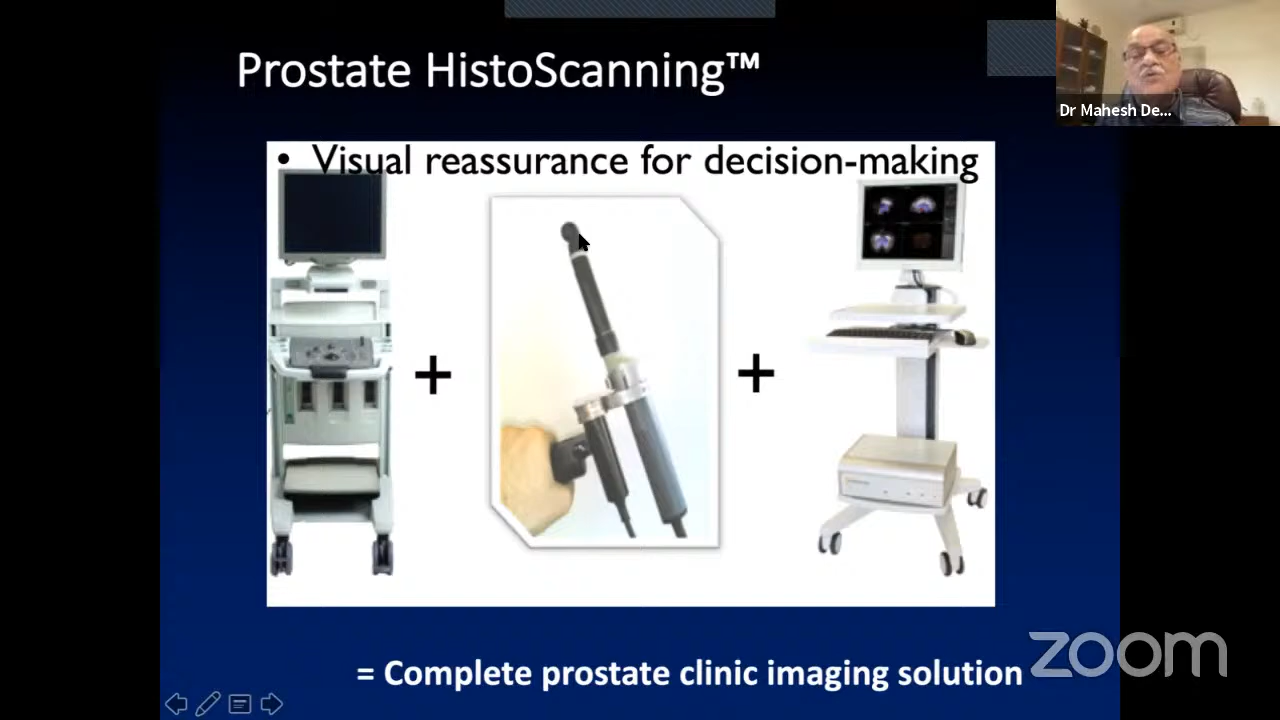 Prostate HistoScanning™
Dr Mahesh De...
• Visual reassurance for decision-making
+
+
= Complete prostate clinic imaging solution
zoom